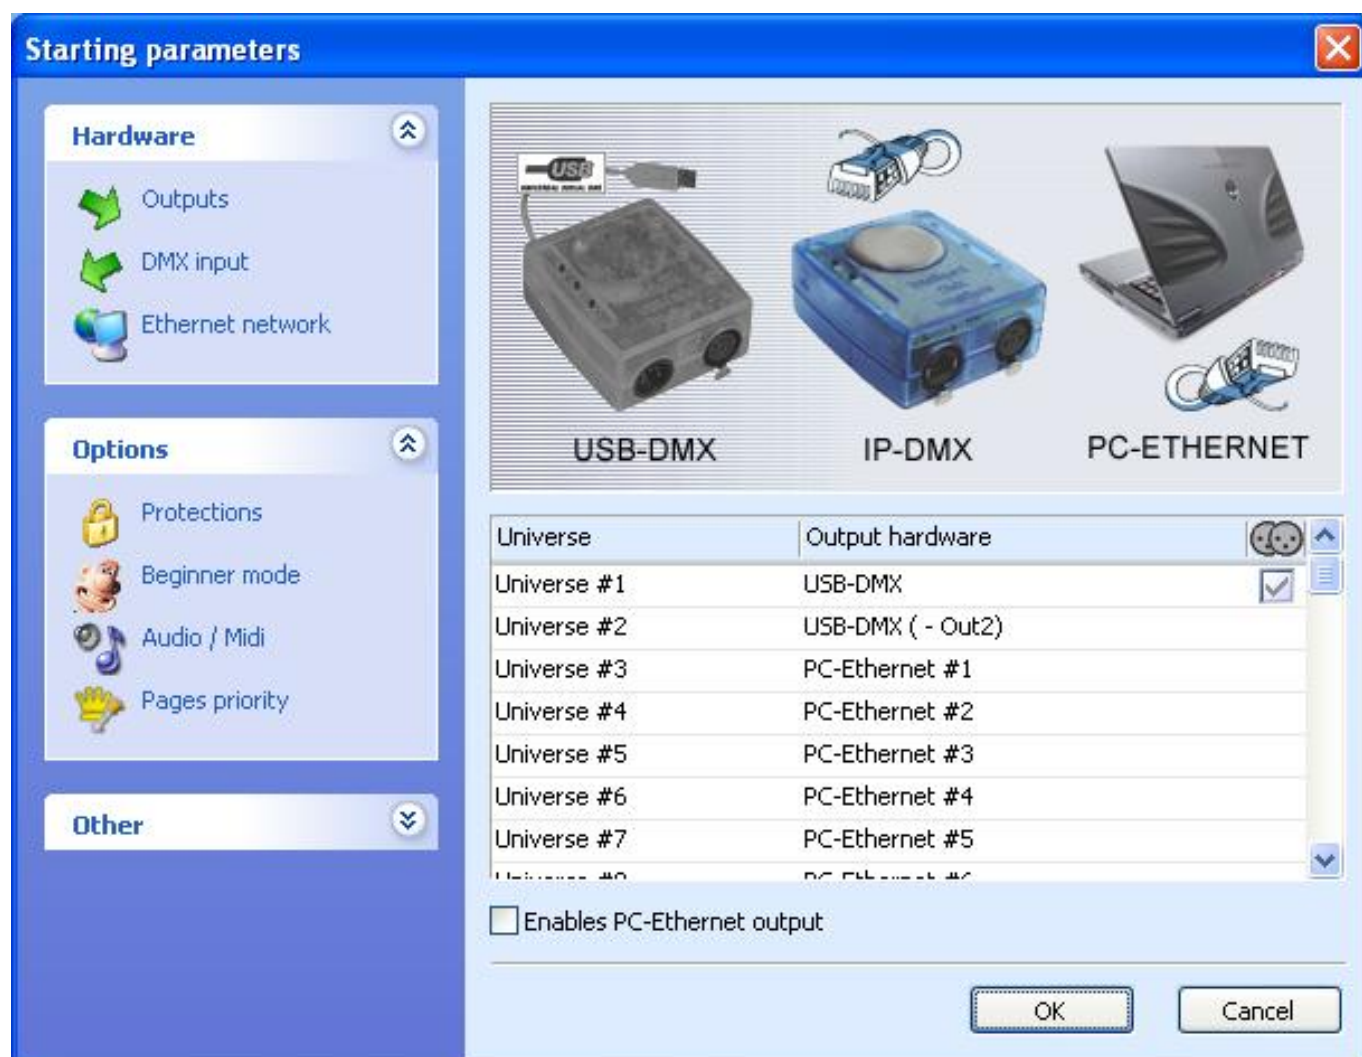 Starting parameters
Hardware
Outputs
DMX input
Ethernet network
Options
Protections
Beginner mode
Audio / Midi
Pages priority
Other
USB
USB-DMX
IP-DMX
PC-ETHERNET
Universe Output hardware
Universe #1 USB-DMX
Universe #2 USB-DMX ( - Out2)
Universe #3 PC-Ethernet #1
Universe #4 PC-Ethernet #2
Universe #5 PC-Ethernet #3
Universe #6 PC-Ethernet #4
Universe #7 PC-Ethernet #5
Enables PC-Ethernet output
OK Cancel